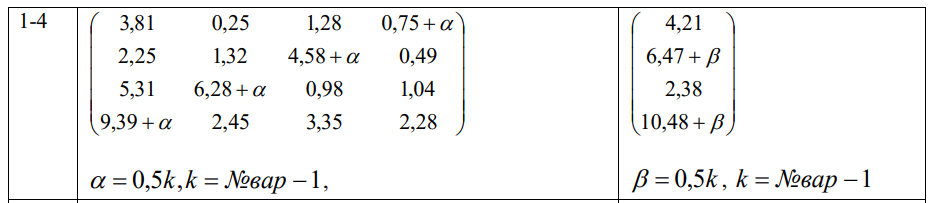 1-4
3,81 0,25 1,28 0,75 + α
2,25 1,32 4,58 + α 0,49
5,31 6,28 + α 0,98 1,04
9,39 + α 2,45 3,35 2,28
α = 0,5k, k = №вар − 1,
4,21
6,47 + β
2,38
10,48 + β
β = 0,5k , k = №вар − 1